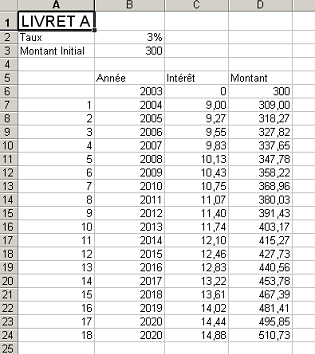 A B C D
1 LIVRET A
2 Taux 3%
3 Montant Initial 300
4
5 Année Intérêt Montant
6 2003 0 300
7 1 2004 9,00 309,00
8 2 2005 9,27 318,27
9 3 2006 9,55 327,82
10 4 2007 9,83 337,65
11 5 2008 10,13 347,78
12 6 2009 10,43 358,22
13 7 2010 10,75 368,96
14 8 2011 11,07 380,03
15 9 2012 11,40 391,43
16 10 2013 11,74 403,17
17 11 2014 12,10 415,27
18 12 2015 12,46 427,73
19 13 2016 12,83 440,56
20 14 2017 13,22 453,78
21 15 2018 13,61 467,39
22 16 2019 14,02 481,41
23 17 2020 14,44 495,85
24 18 2020 14,88 510,73
25